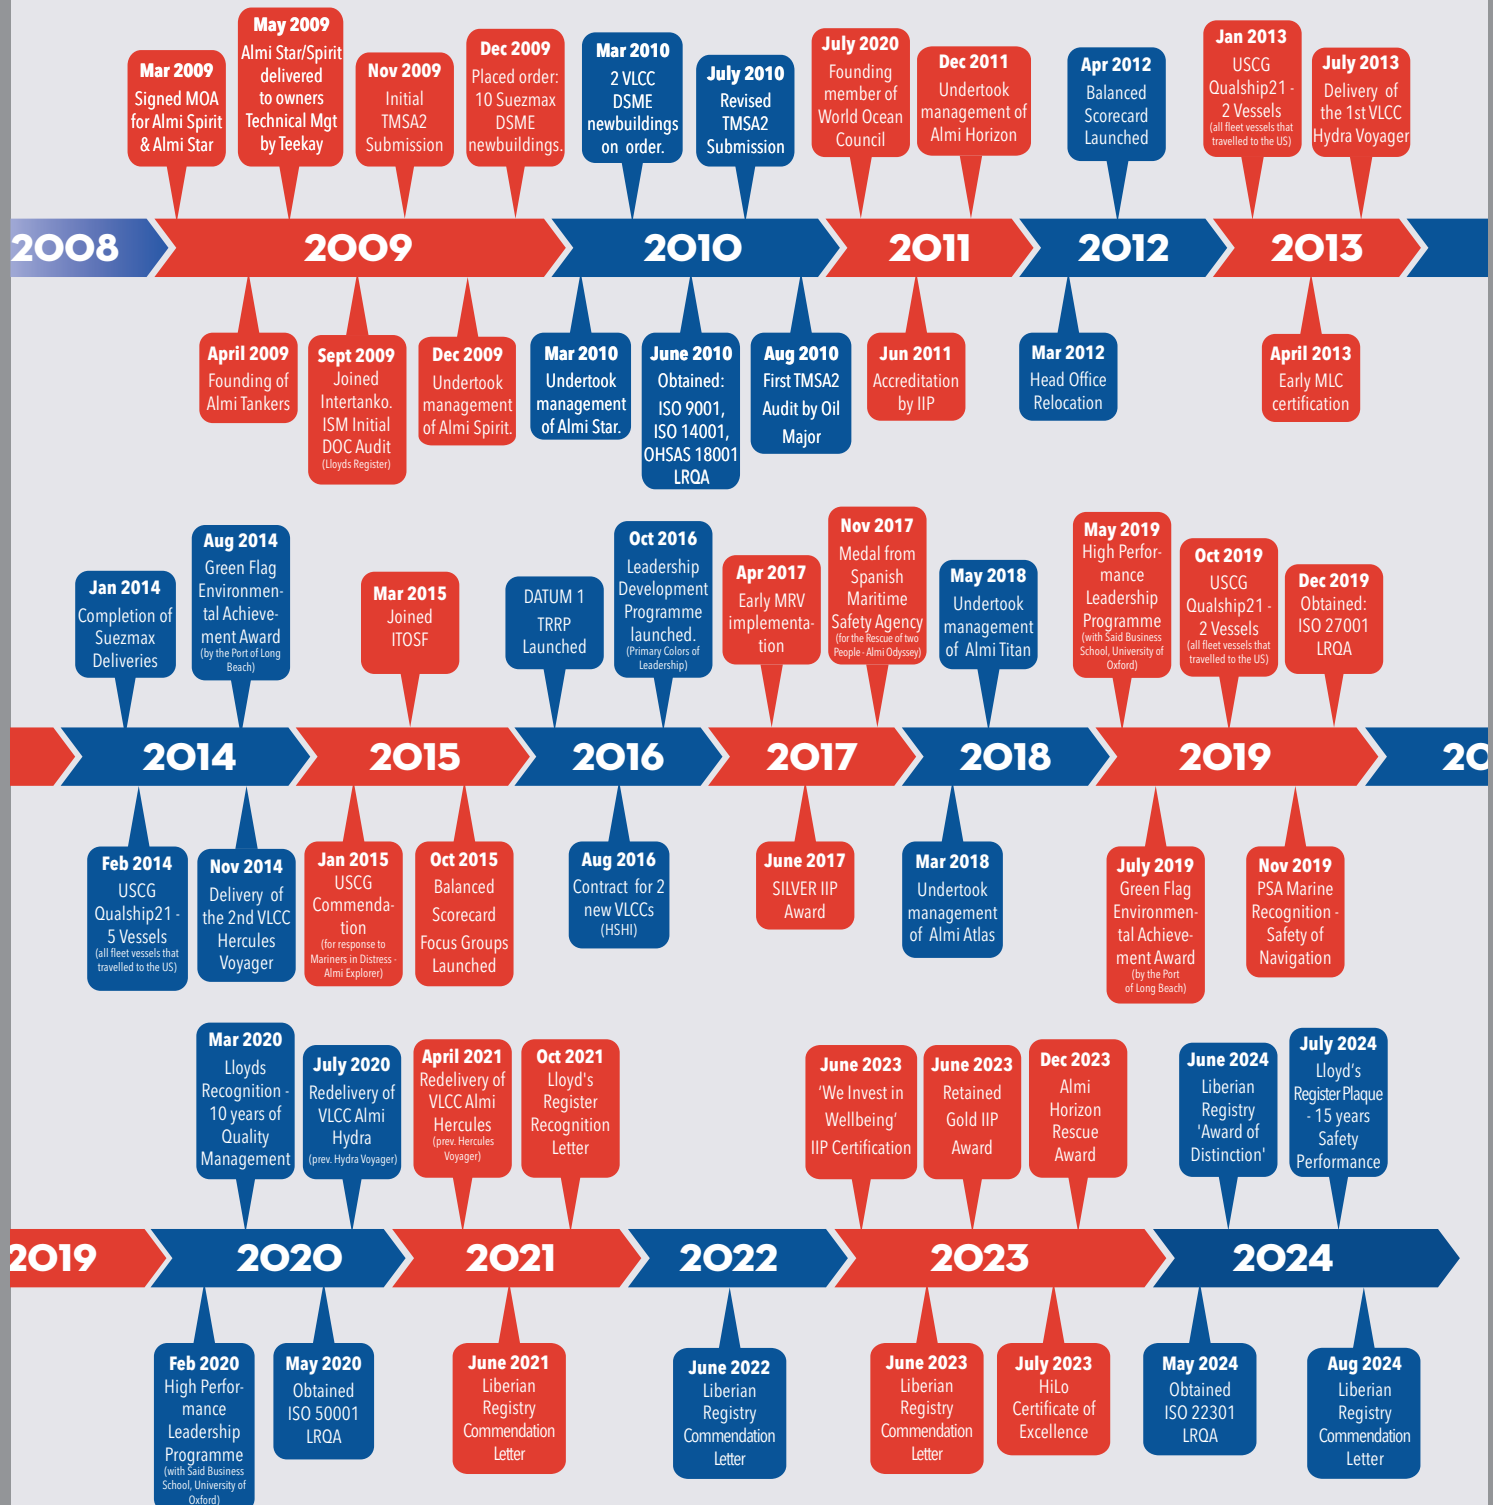 Mar 2009
Signed MOA
for Almi Spirit
& Almi Star
May 2009
Almi Star/Spirit
delivered
to owners
Technical Mgt
by Teekay
Nov 2009
Initial
TMSA2
Submission
Dec 2009
Placed order:
10 Suezmax
DSME
newbuildings.
Mar 2010
2 VLCC
DSME
newbuildings
on order.
July 2010
Revised
TMSA2
Submission
July 2020
Founding
member of
World Ocean
Council
Dec 2011
Undertook
management of
Almi Horizon
Apr 2012
Balanced
Scorecard
Launched
Jan 2013
USCG
Qualship21 -
2 Vessels
(all fleet vessels that
travelled to the US)
July 2013
Delivery of
the 1st VLCC
Hydra Voyager
2008
2009
2010
2011
2012
2013
April 2009
Founding of
Almi Tankers
Sept 2009
Joined
Intertanko.
ISM Initial
DOC Audit
(Lloyds Register)
Dec 2009
Undertook
management
of Almi Spirit.
Mar 2010
Undertook
management
of Almi Star.
June 2010
Obtained:
ISO 9001,
ISO 14001,
OHSAS 18001
LRQA
Aug 2010
First TMSA2
Audit by Oil
Major
Jun 2011
Accreditation
by IIP
Mar 2012
Head Office
Relocation
April 2013
Early MLC
certification
Jan 2014
Completion of
Suezmax
Deliveries
Aug 2014
Green Flag
Environmen-
tal Achieve-
ment Award
(by the Port of Long
Beach)
Mar 2015
Joined
ITOSF
DATUM 1
TRRP
Launched
Oct 2016
Leadership
Development
Programme
launched.
(Primary Colors of
Leadership)
Apr 2017
Early MRV
implementa-
tion
Nov 2017
Medal from
Spanish
Maritime
Safety Agency
(for the Rescue of two
People - Almi Odyssey)
May 2018
Undertook
management
of Almi Titan
May 2019
High Perfor-
mance
Leadership
Programme
(with Said Business
School, University of
Oxford)
Oct 2019
USCG
Qualship21 -
2 Vessels
(all fleet vessels that
travelled to the US)
Dec 2019
Obtained:
ISO 27001
LRQA
2014
2015
2016
2017
2018
2019
20
Feb 2014
USCG
Qualship21 -
5 Vessels
(all fleet vessels that
travelled to the US)
Nov 2014
Delivery of
the 2nd VLCC
Hercules
Voyager
Jan 2015
USCG
Commenda-
tion
(for response to
Mariners in Distress -
Almi Explorer)
Oct 2015
Balanced
Scorecard
Focus Groups
Launched
Aug 2016
Contract for 2
new VLCCs
(HSHI)
June 2017
SILVER IIP
Award
Mar 2018
Undertook
management
of Almi Atlas
July 2019
Green Flag
Environmen-
tal Achieve-
ment Award
(by the Port
of Long Beach)
Nov 2019
PSA Marine
Recognition -
Safety of
Navigation
Mar 2020
Lloyds
Recognition -
10 years of
Quality
Management
July 2020
Redelivery of
VLCC Almi
Hydra
(prev. Hydra Voyager)
April 2021
Redelivery of
VLCC Almi
Hercules
(prev. Hercules
Voyager)
Oct 2021
Lloyd's
Register
Recognition
Letter
June 2023
‘We Invest in
Wellbeing’
IIP Certification
June 2023
Retained
Gold IIP
Award
Dec 2023
Almi
Horizon
Rescue
Award
June 2024
Liberian
Registry
'Award of
Distinction'
July 2024
Lloyd’s
Register Plaque
- 15 years
Safety
Performance
2019
2020
2021
2022
2023
2024
Feb 2020
High Perfor-
mance
Leadership
Programme
(with Said Business
School, University of
Oxford)
May 2020
Obtained
ISO 50001
LRQA
June 2021
Liberian
Registry
Commendation
Letter
June 2022
Liberian
Registry
Commendation
Letter
June 2023
Liberian
Registry
Commendation
Letter
July 2023
HiLo
Certificate of
Excellence
May 2024
Obtained
ISO 22301
LRQA
Aug 2024
Liberian
Registry
Commendation
Letter